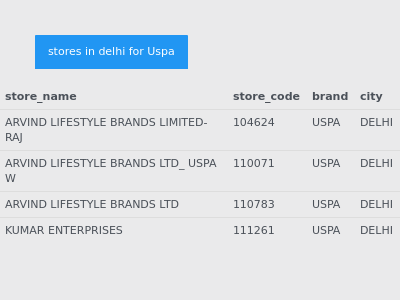 stores in delhi for Uspa
store_name store_code brand city
ARVIND LIFESTYLE BRANDS LIMITED- 104624 USPA DELHI
RAJ
ARVIND LIFESTYLE BRANDS LTD_ USPA 110071 USPA DELHI
W
ARVIND LIFESTYLE BRANDS LTD 110783 USPA DELHI
KUMAR ENTERPRISES 111261 USPA DELHI